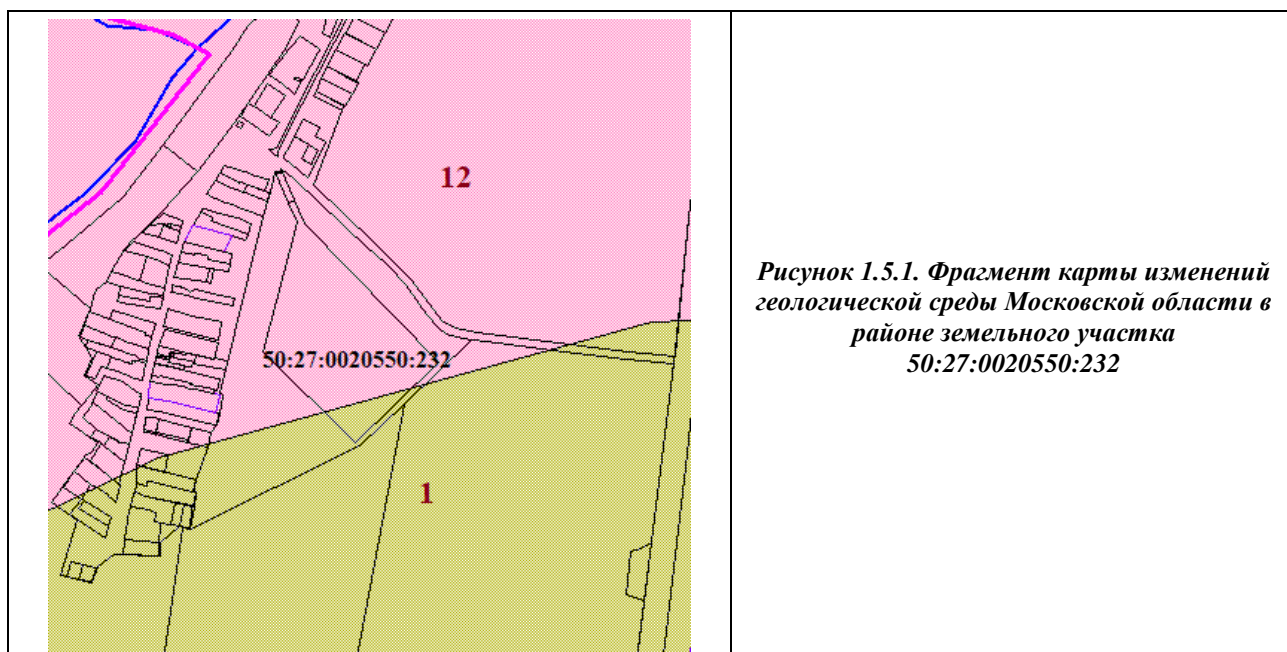 12
50:27:0020550:232
1
Рисунок 1.5.1. Фрагмент карты изменений
геологической среды Московской области в
районе земельного участка
50:27:0020550:232